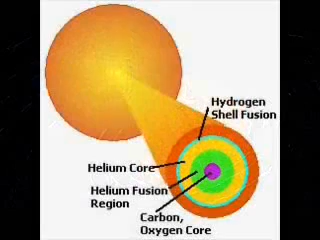 Hydrogen
Shell Fusion
Helium Core
Helium Fusion
Region
Carbon,
Oxygen Core